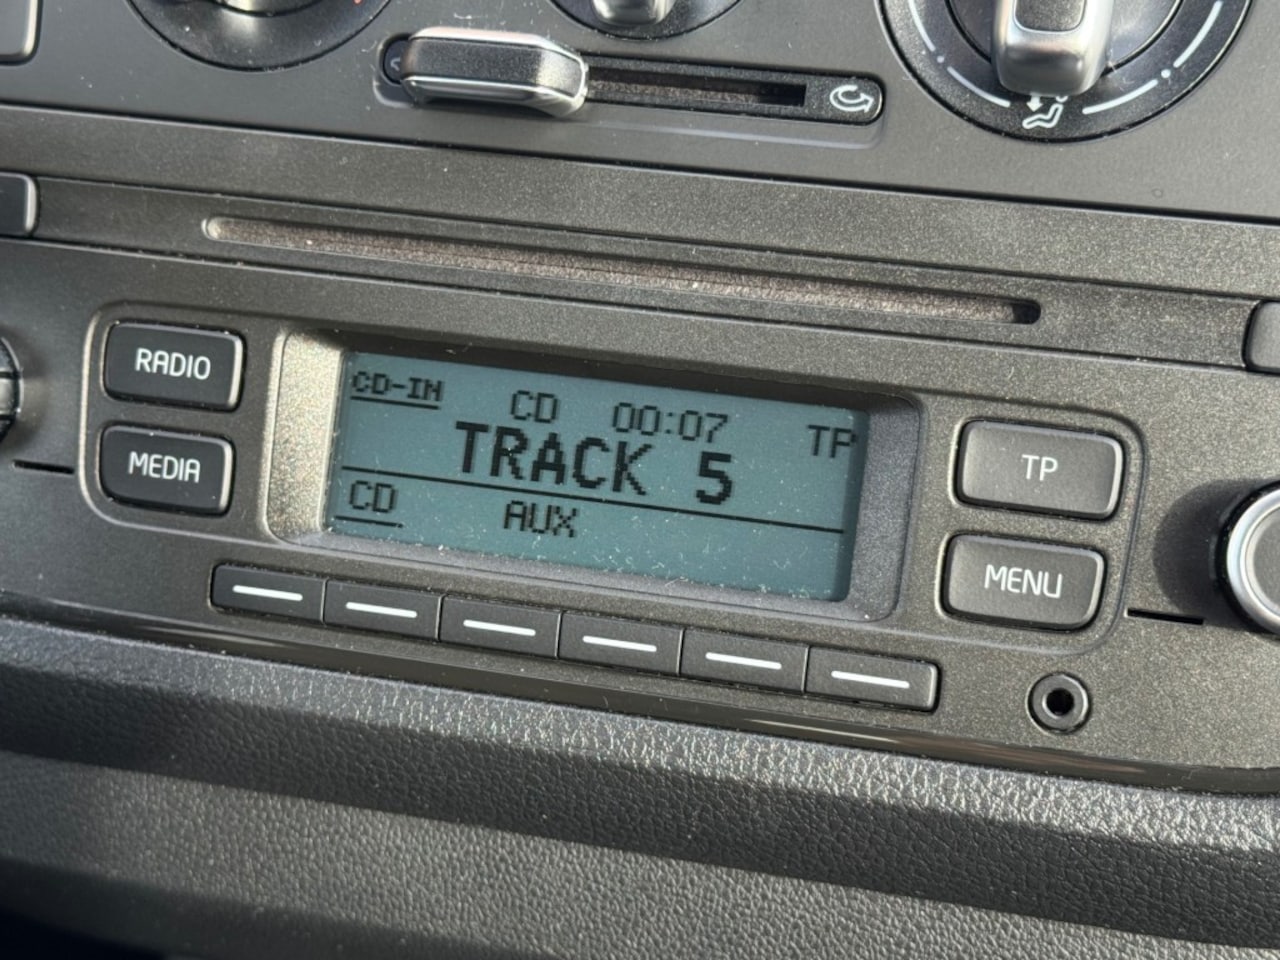 RADIO
MEDIA
CD-IN
CD 00:07 TP
TRACK 5
CD AUX
TP
MENU